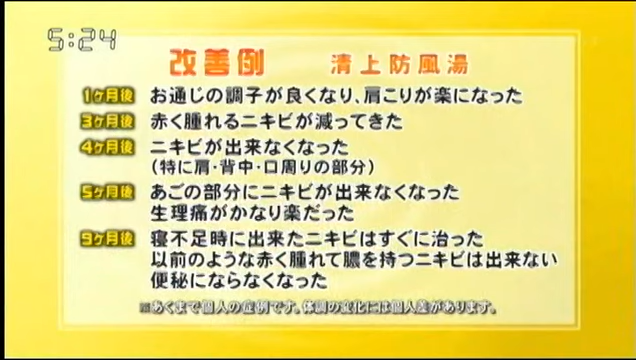 5:24
改善例 清上防風湯
1ヶ月後 お通じの調子が良くなり、肩こりが楽になった
3ヶ月後 赤く腫れるニキビが減ってきた
4ヶ月後 ニキビが出来なくなった
（特に肩・背中・口周りの部分）
5ヶ月後 あごの部分にニキビが出来なくなった
生理痛がかなり楽だった
9ヶ月後 寝不足時に出来たニキビはすぐに治った
以前のような赤く腫れて膿を持つニキビは出来ない
便秘にならなくなった
※あくまで個人の症例です。体調の変化には個人差があります。